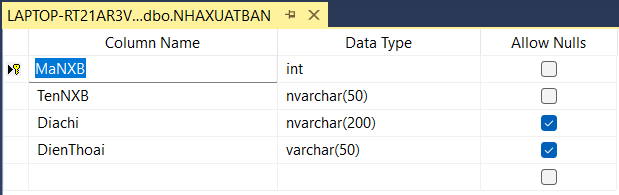 LAPTOP-RT21AR3V...dbo.NHAXUATBAN
Column Name Data Type Allow Nulls
MaNXB int
TenNXB nvarchar(50)
Diachi nvarchar(200)
DienThoai varchar(50)